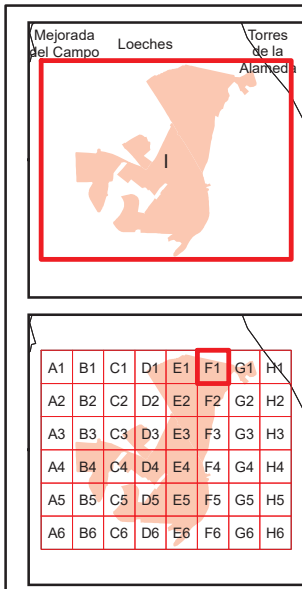 Mejorada
del Campo
Loeches
Torres
de la
Alameda
I
A1 B1 C1 D1 E1 F1 G1 H1
A2 B2 C2 D2 E2 F2 G2 H2
A3 B3 C3 D3 E3 F3 G3 H3
A4 B4 C4 D4 E4 F4 G4 H4
A5 B5 C5 D5 E5 F5 G5 H5
A6 B6 C6 D6 E6 F6 G6 H6